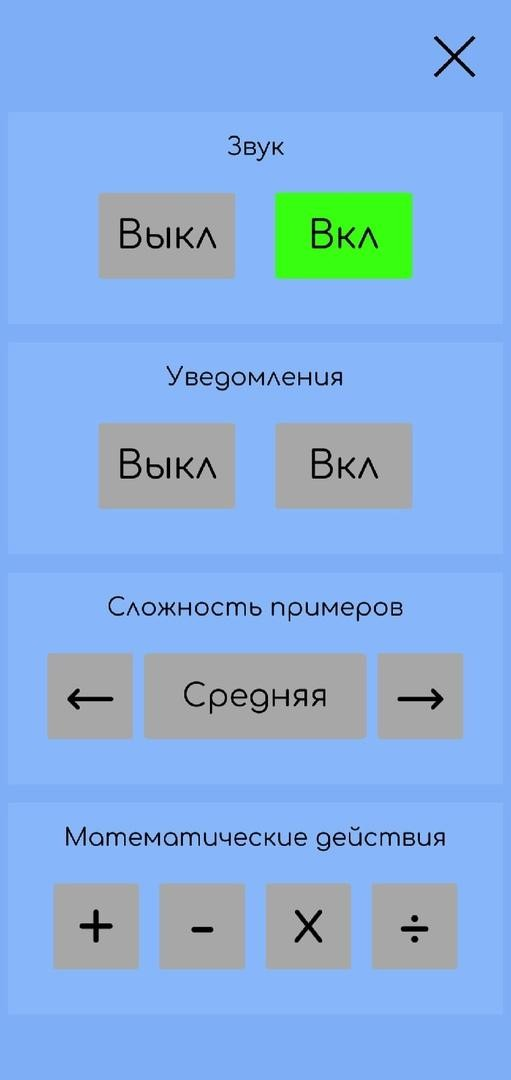 Звук
Выкл Вкл
Уведомления
Выкл Вкл
Сложность примеров
← Средняя →
Математические действия
+ - X ÷